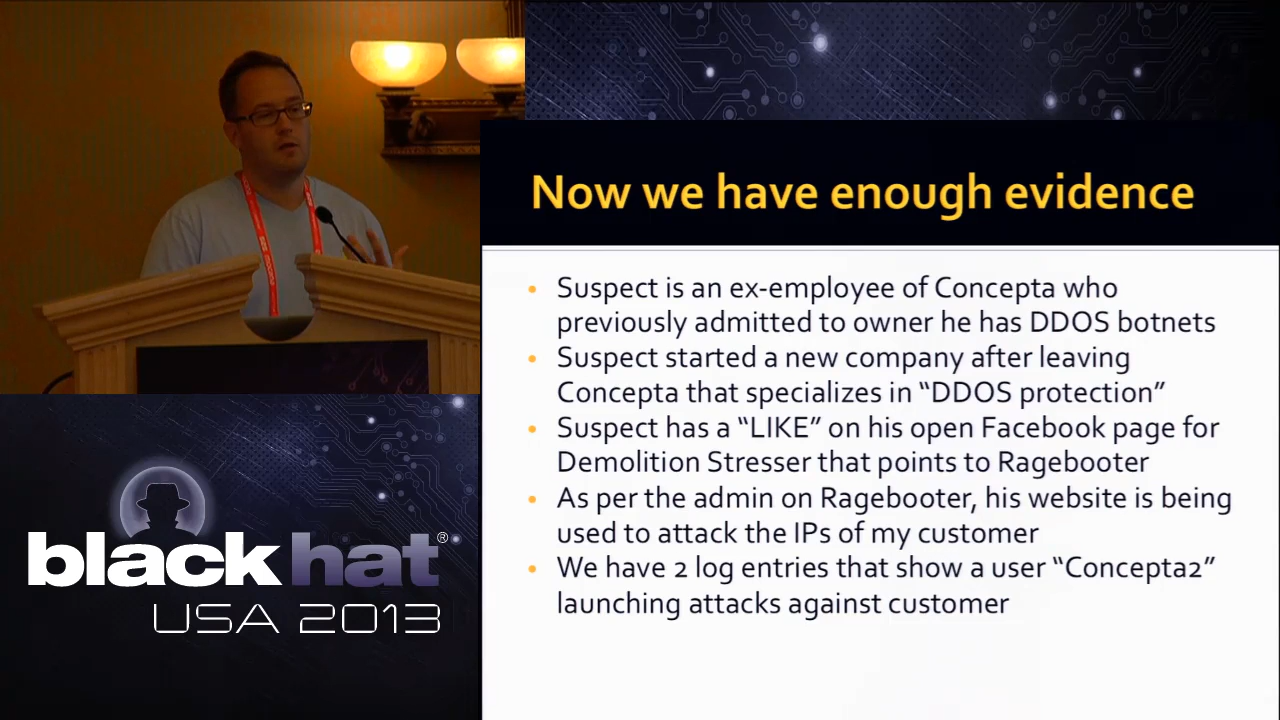 Now we have enough evidence
Suspect is an ex-employee of Concepta who
previously admitted to owner he has DDOS botnets
Suspect started a new company after leaving
Concepta that specializes in “DDOS protection”
Suspect has a “LIKE” on his open Facebook page for
Demolition Stresser that points to Ragebooter
As per the admin on Ragebooter, his website is being
used to attack the IPs of my customer
We have 2 log entries that show a user “Concepta2”
launching attacks against customer
black hat®
USA 2013